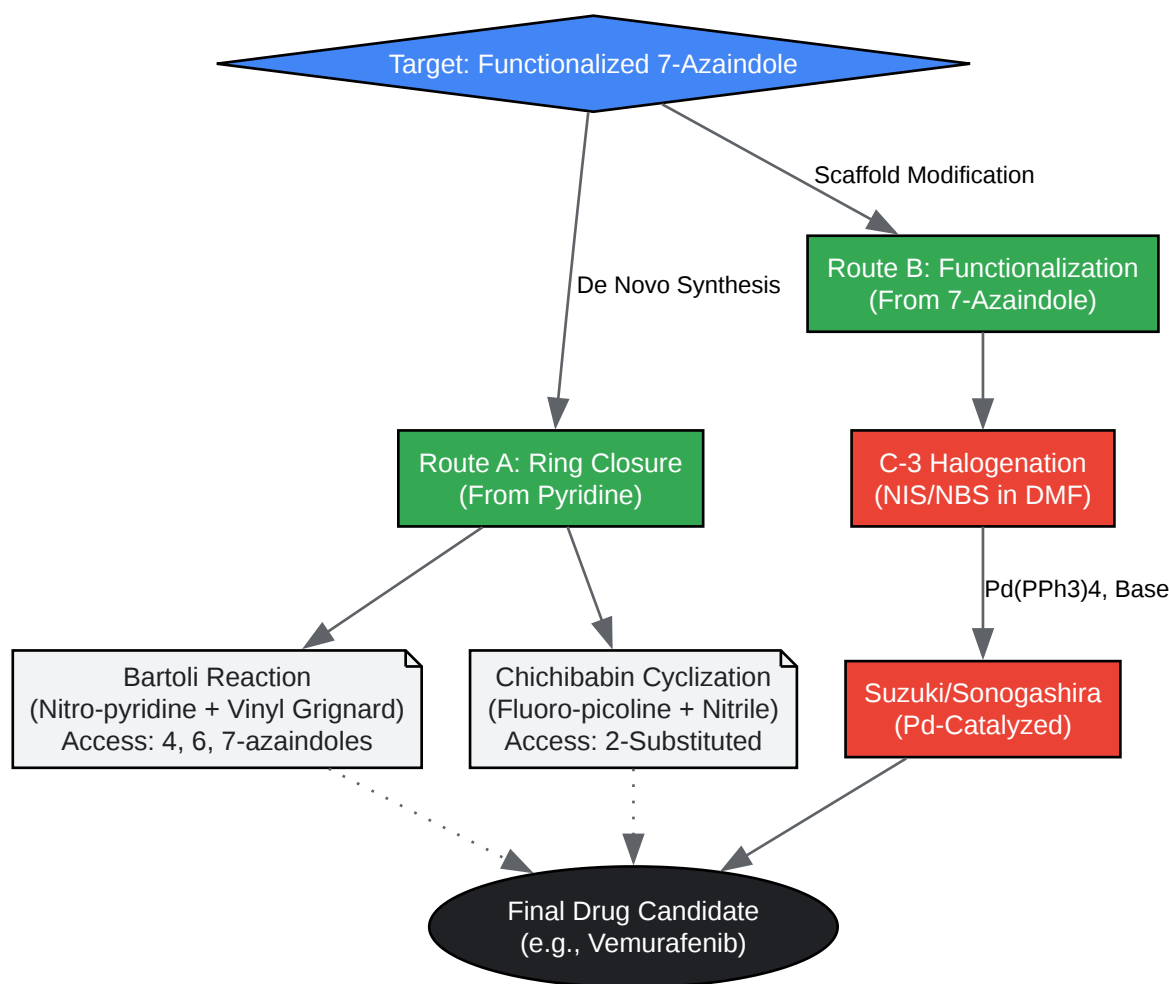 Target: Functionalized 7-Azaindole
Scaffold Modification
De Novo Synthesis
Route B: Functionalization
(From 7-Azaindole)
Route A: Ring Closure
(From Pyridine)
C-3 Halogenation
(NIS/NBS in DMF)
Pd(PPh3)4, Base
Bartoli Reaction
(Nitro-pyridine + Vinyl Grignard)
Access: 4, 6, 7-azaindoles
Chichibabin Cyclization
(Fluoro-picoline + Nitrile)
Access: 2-Substituted
Suzuki/Sonogashira
(Pd-Catalyzed)
Final Drug Candidate
(e.g., Vemurafenib)